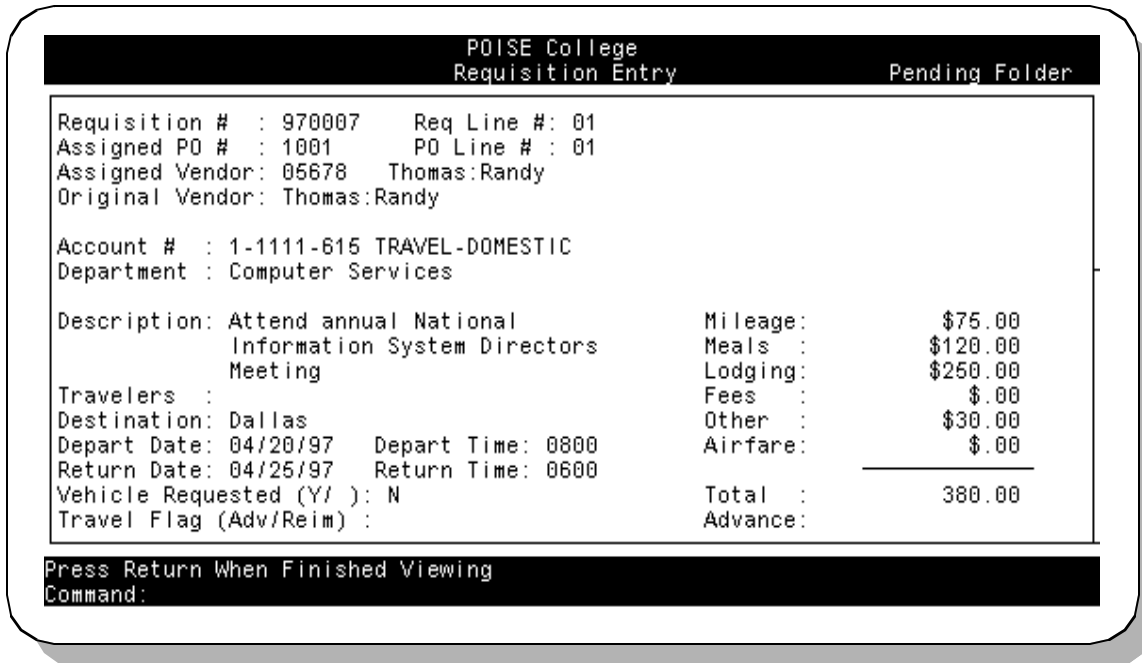 POISE College
Requisition Entry Pending Folder
Requisition # : 970007 Req Line #: 01
Assigned PO # : 1001 PO Line # : 01
Assigned Vendor: 05678 Thomas:Randy
Original Vendor: Thomas:Randy
Account # : 1-1111-615 TRAVEL-DOMESTIC
Department : Computer Services
Description: Attend annual National Mileage: $75.00
Information System Directors Meals : $120.00
Meeting Lodging: $250.00
Travelers : Fees : $.00
Destination: Dallas Other : $30.00
Depart Date: 04/20/97 Depart Time: 0800 Airfare: $.00
Return Date: 04/25/97 Return Time: 0600
Vehicle Requested (Y/ ): N Total : 380.00
Travel Flag (Adv/Reim) : Advance:
Press Return When Finished Viewing
Command: